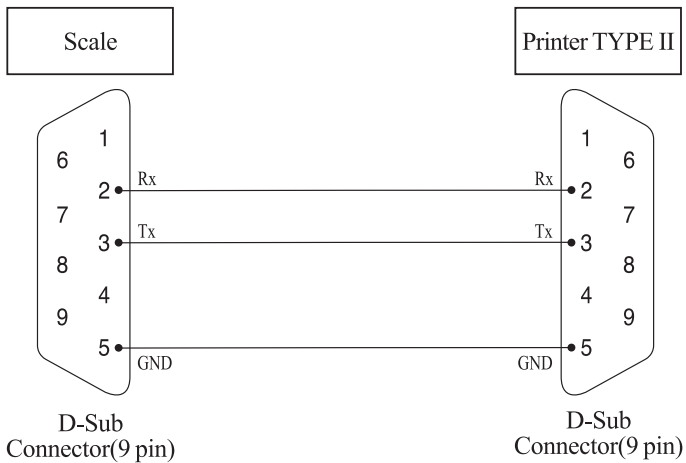 Scale
Printer TYPE II
1
6
2
Rx
7
3
Tx
8
4
9
5
GND
D-Sub
Connector(9 pin)
1
6
Rx
2
7
Tx
3
8
4
9
GND
5
D-Sub
Connector(9 pin)